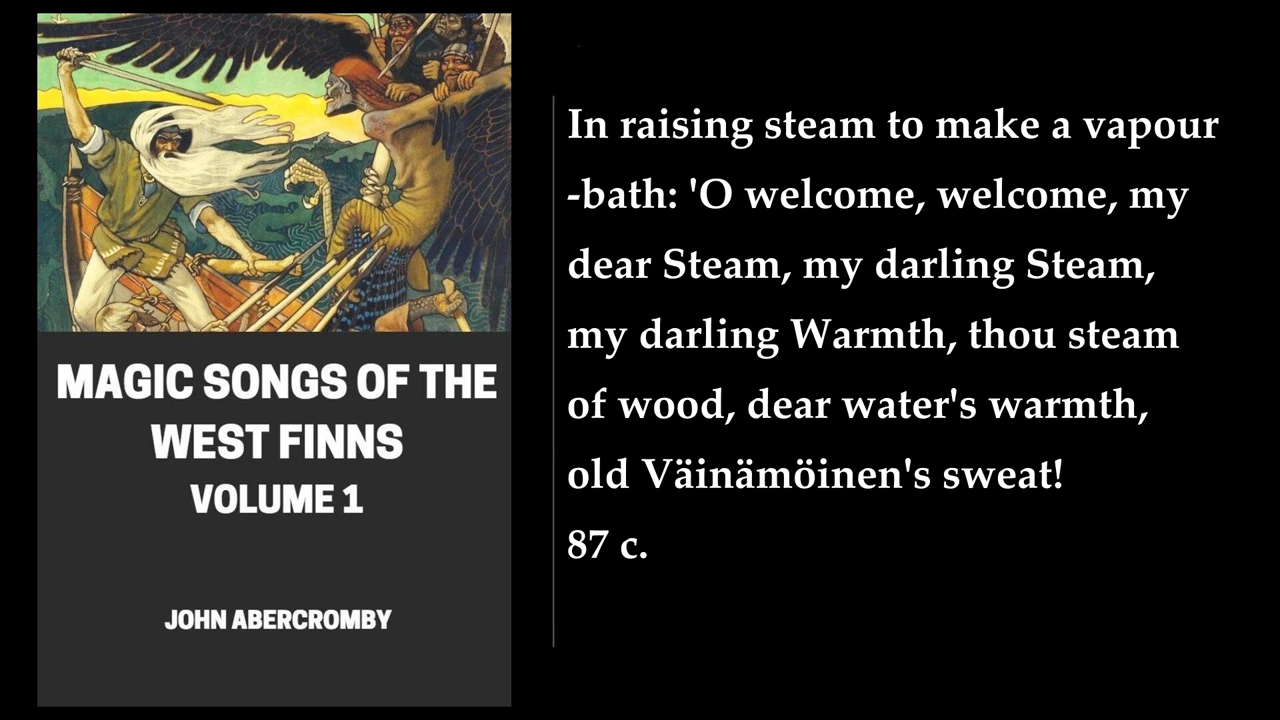 MAGIC SONGS OF THE
WEST FINNS
VOLUME 1
JOHN ABERCROMBY
In raising steam to make a vapour
-bath: 'O welcome, welcome, my
dear Steam, my darling Steam,
my darling Warmth, thou steam
of wood, dear water's warmth,
old Väinämöinen's sweat!
87 c.